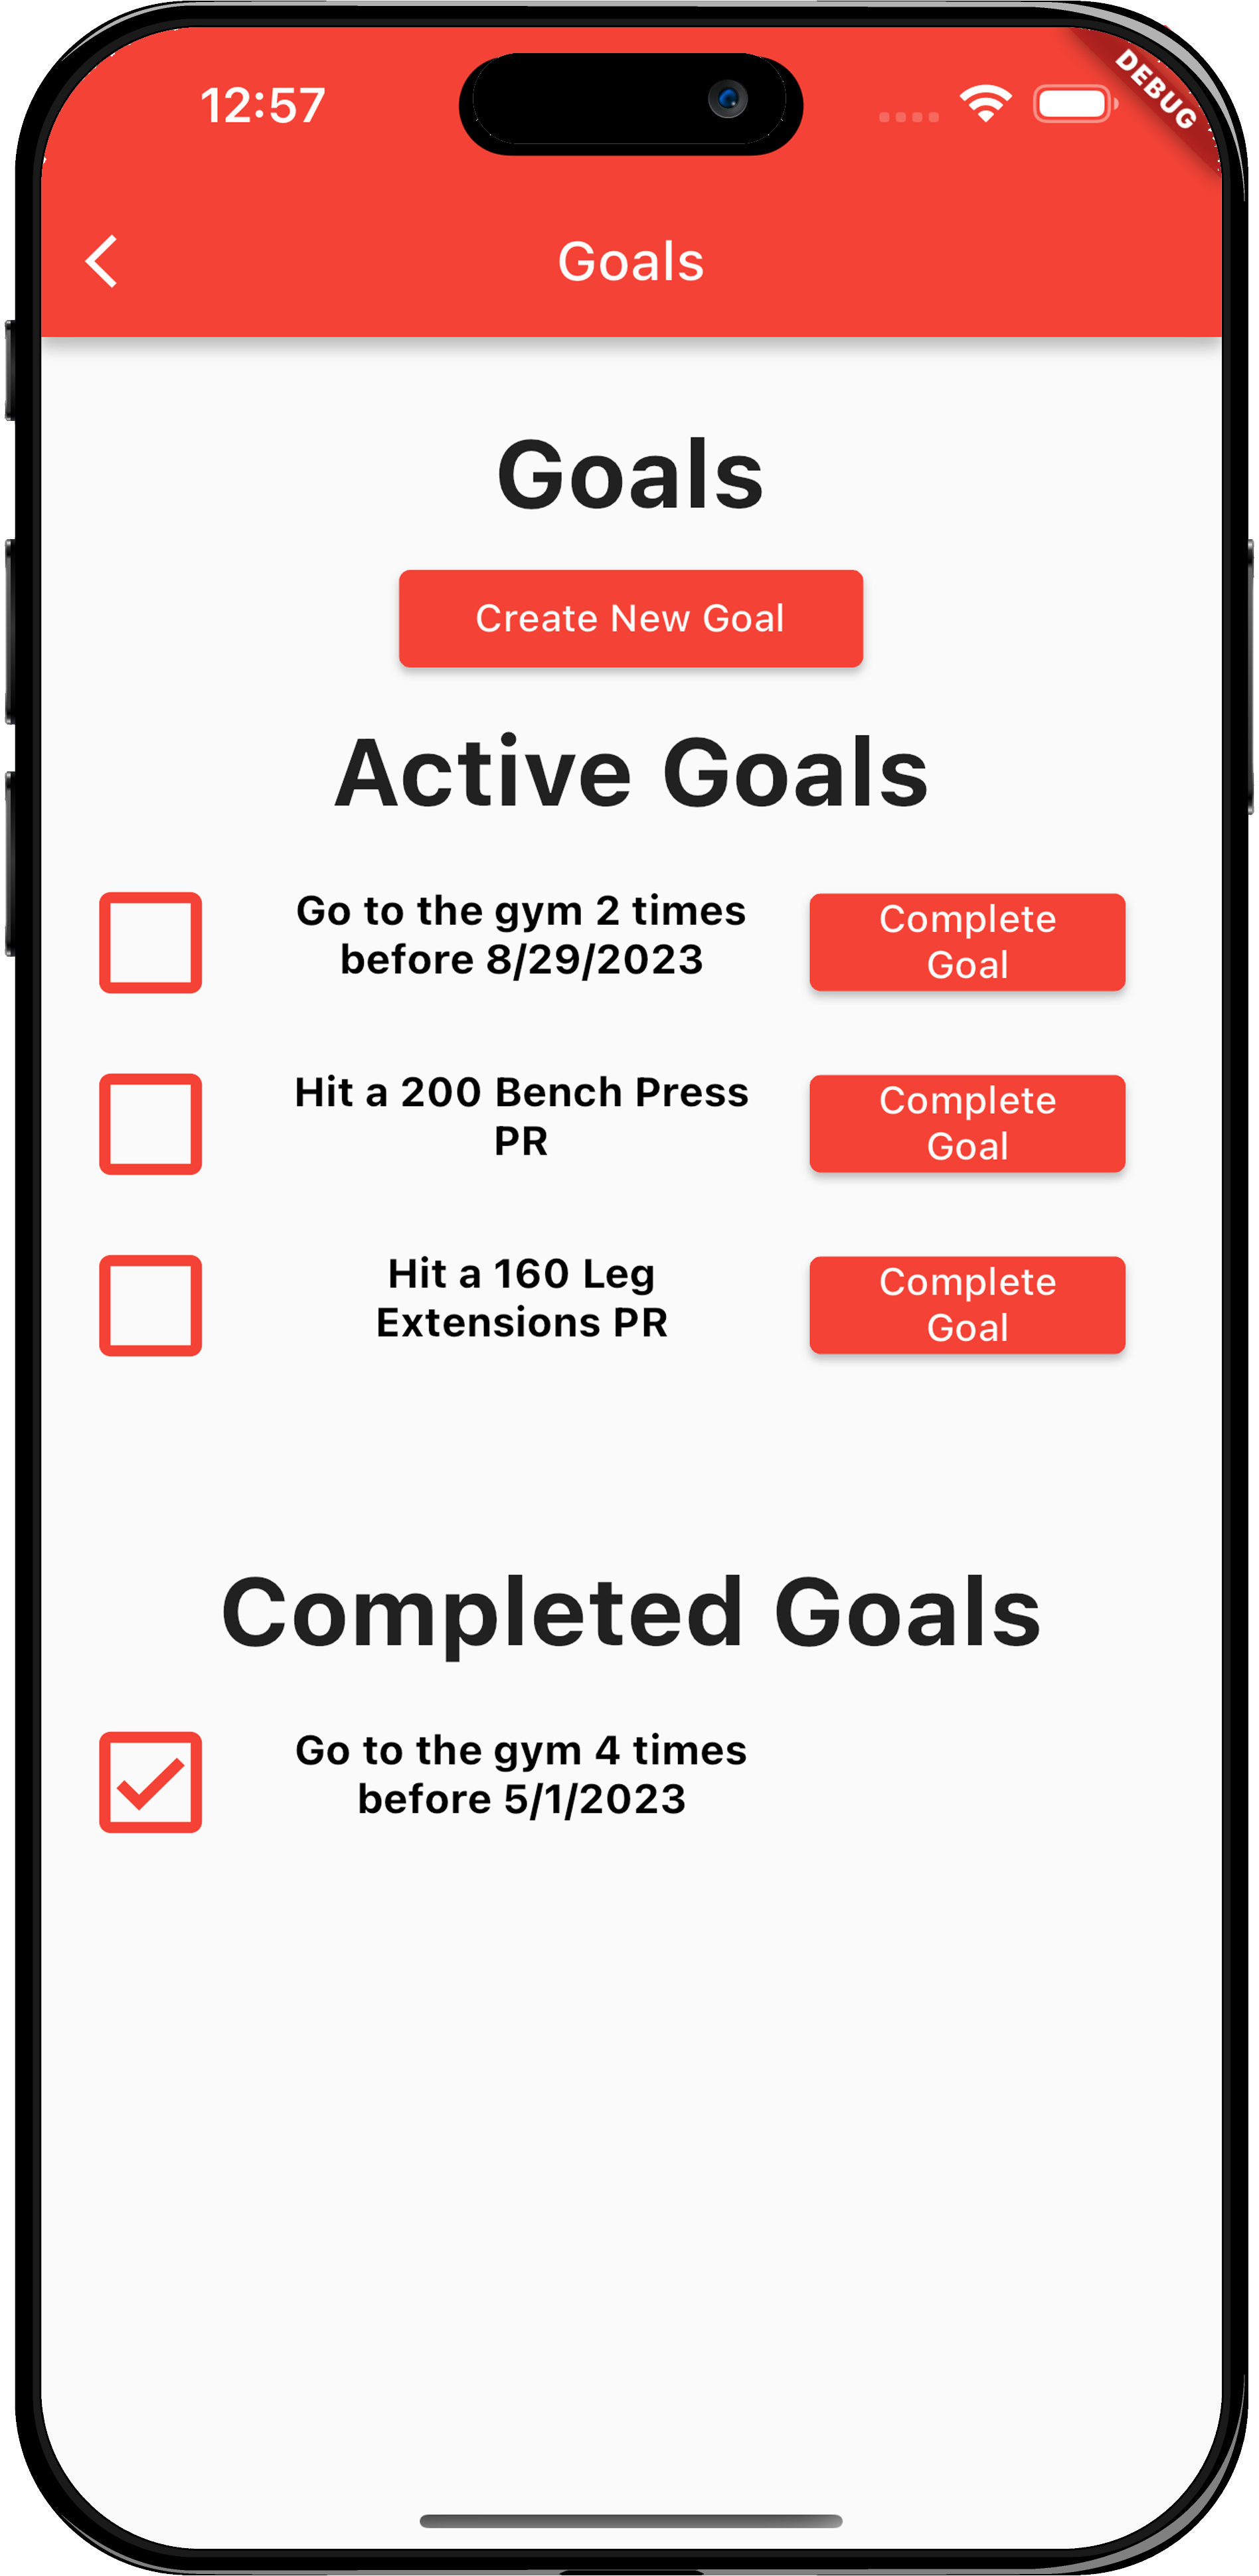 12:57
DEBUG
Goals
Goals
Create New Goal
Active Goals
Go to the gym 2 times
before 8/29/2023
Complete
Goal
Hit a 200 Bench Press
PR
Complete
Goal
Hit a 160 Leg
Extensions PR
Complete
Goal
Completed Goals
Go to the gym 4 times
before 5/1/2023